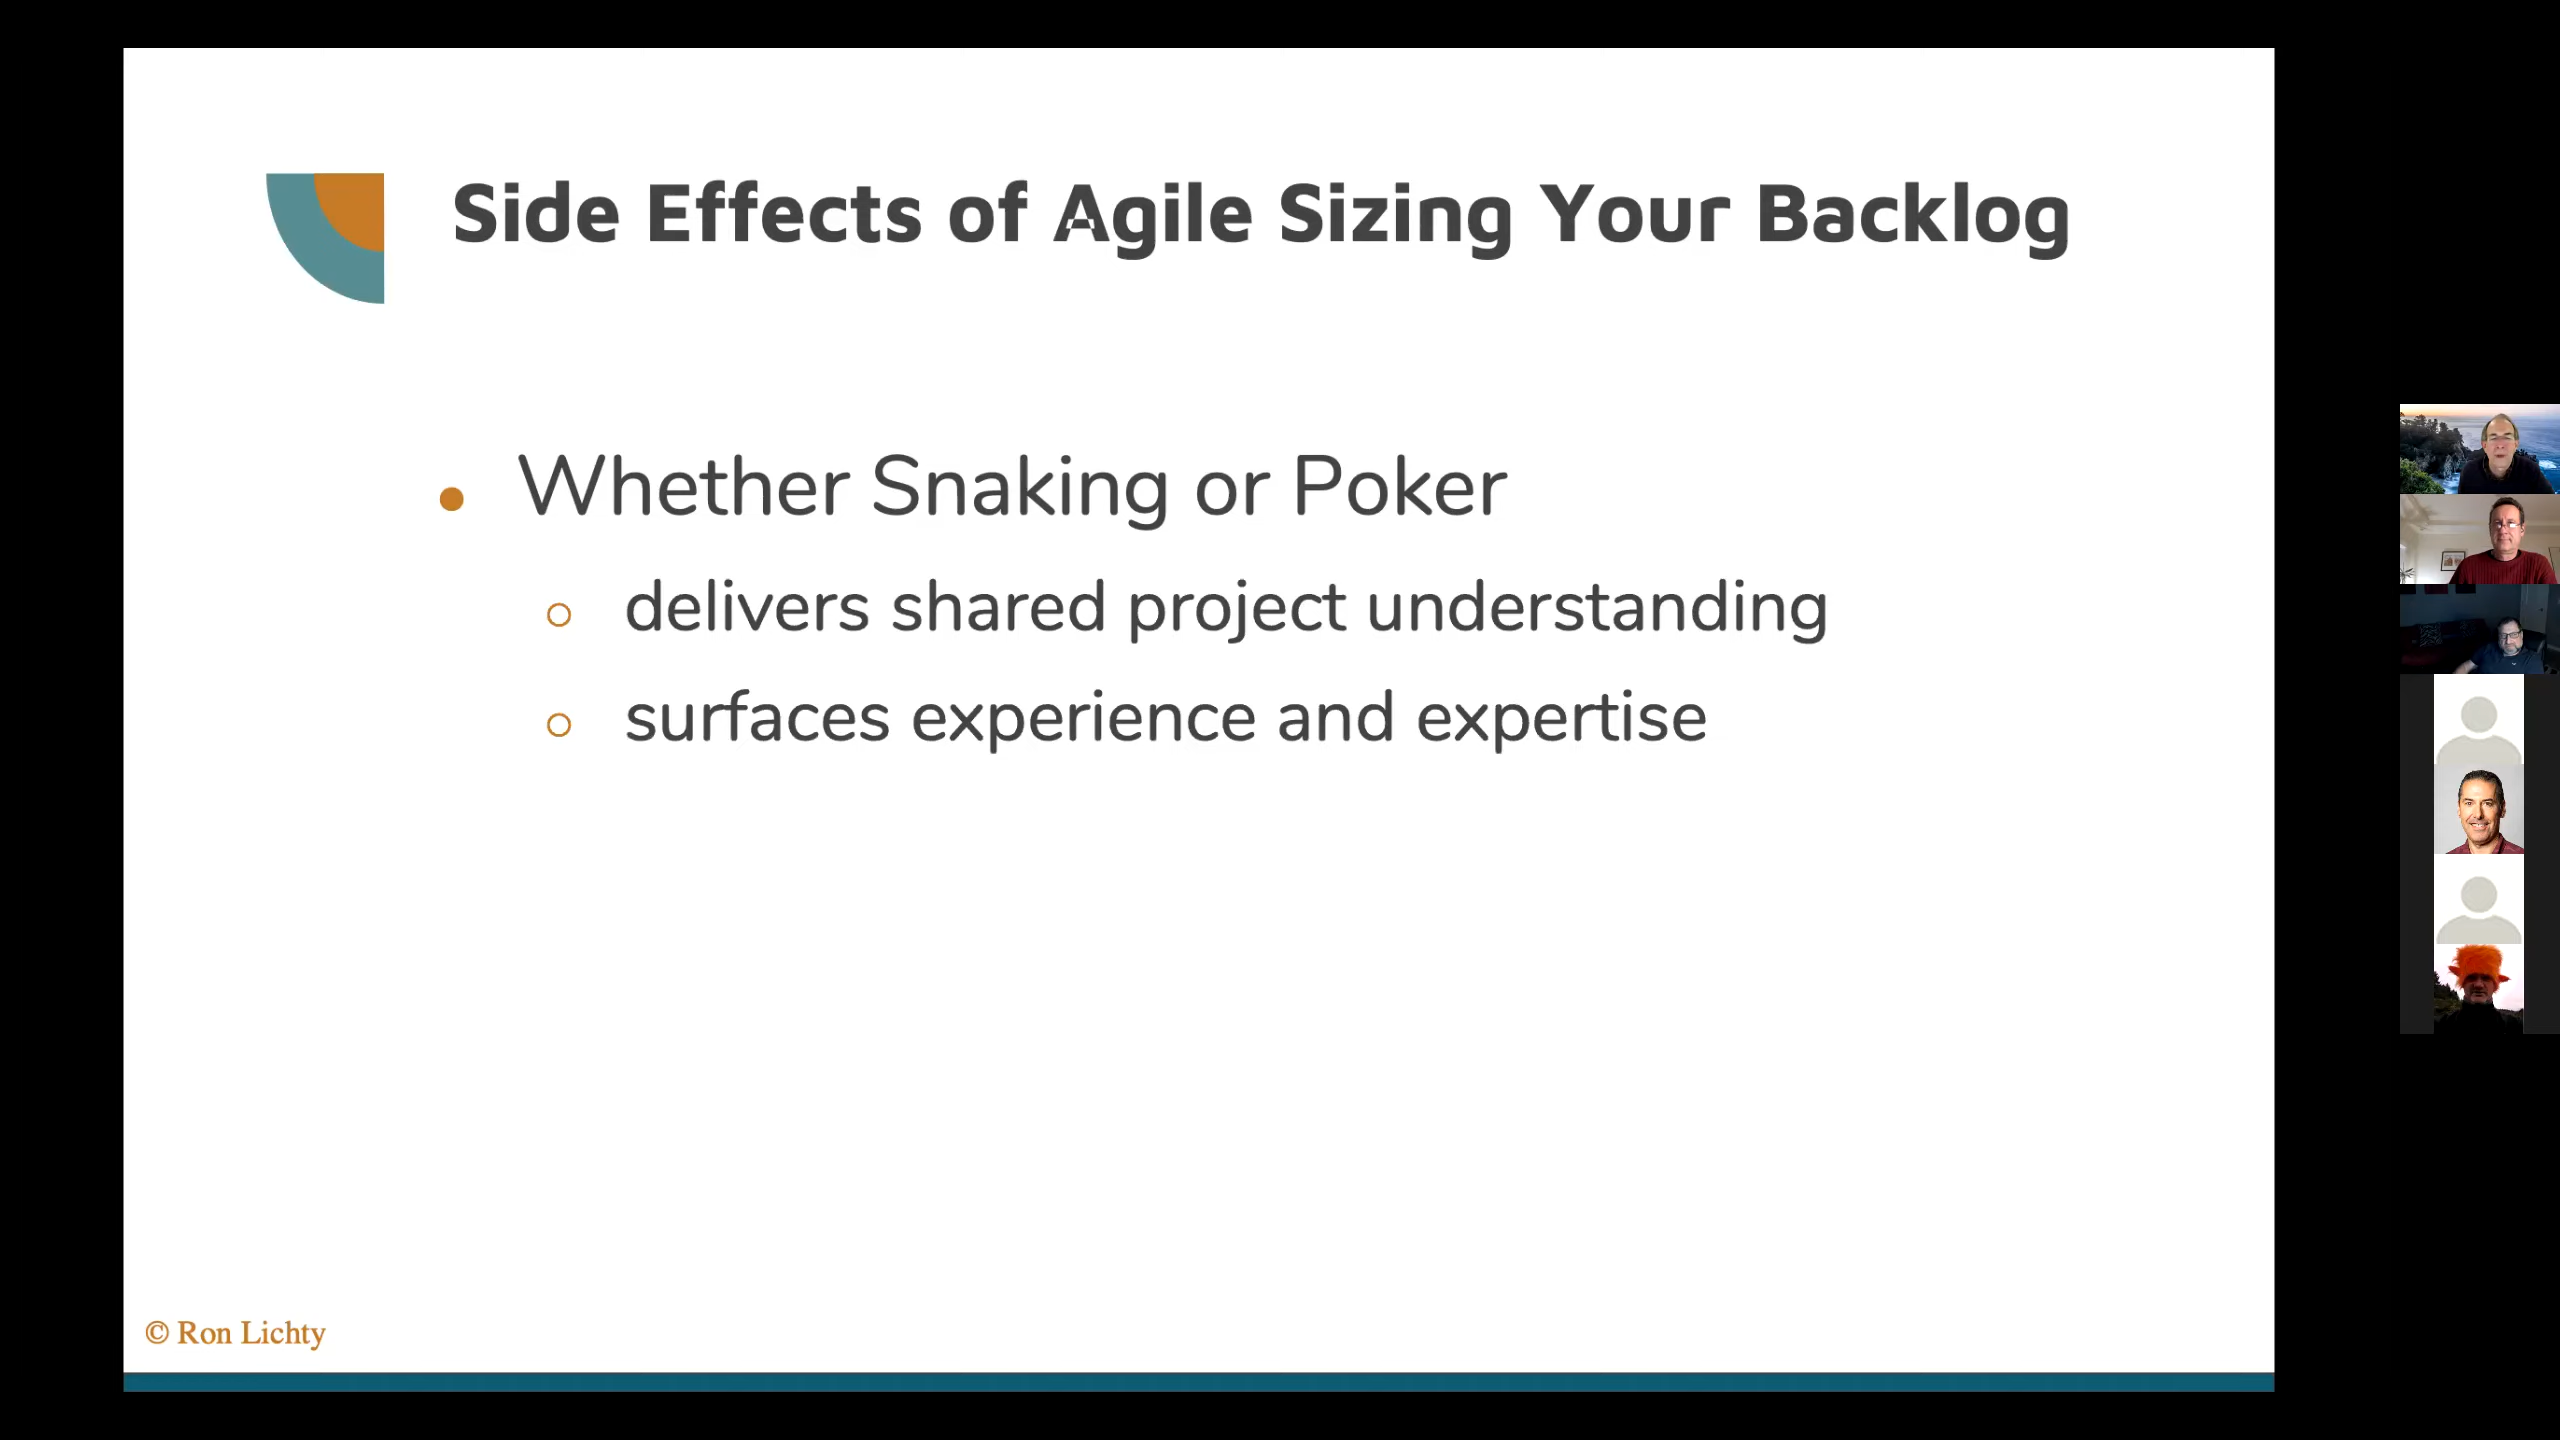 Side Effects of Agile Sizing Your Backlog
Whether Snaking or Poker
delivers shared project understanding
surfaces experience and expertise
© Ron Lichty